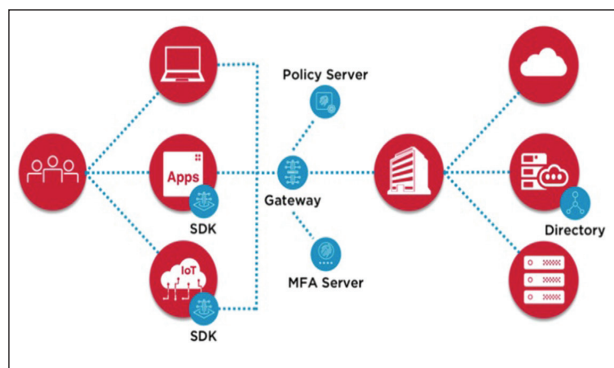 Policy Server
Apps
SDK
Gateway
Directory
IoT
MFA Server
SDK